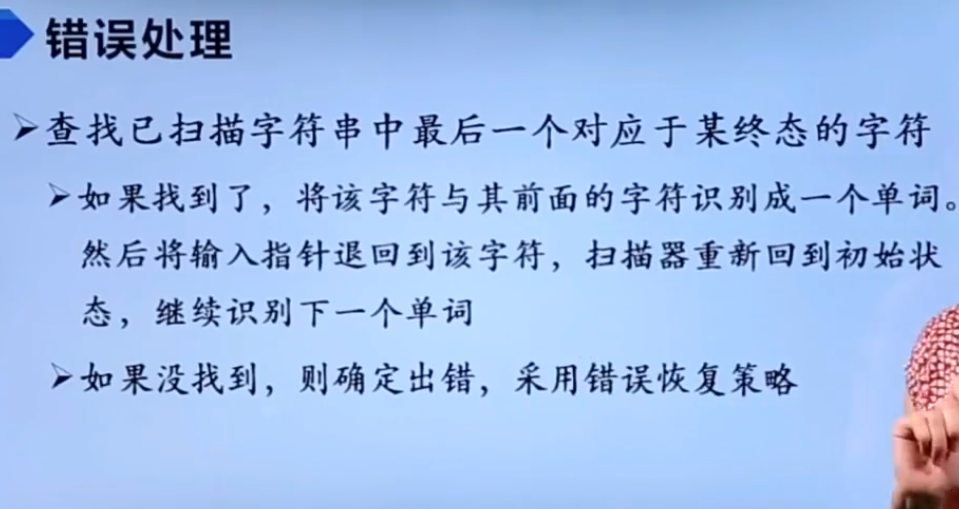 错误处理
➢查找已扫描字符串中最后一个对应于某终态的字符
➢如果找到了，将该字符与其前面的字符识别成一个单词。
然后将输入指针退回到该字符，扫描器重新回到初始状
态，继续识别下一个单词
➢如果没找到，则确定出错，采用错误恢复策略